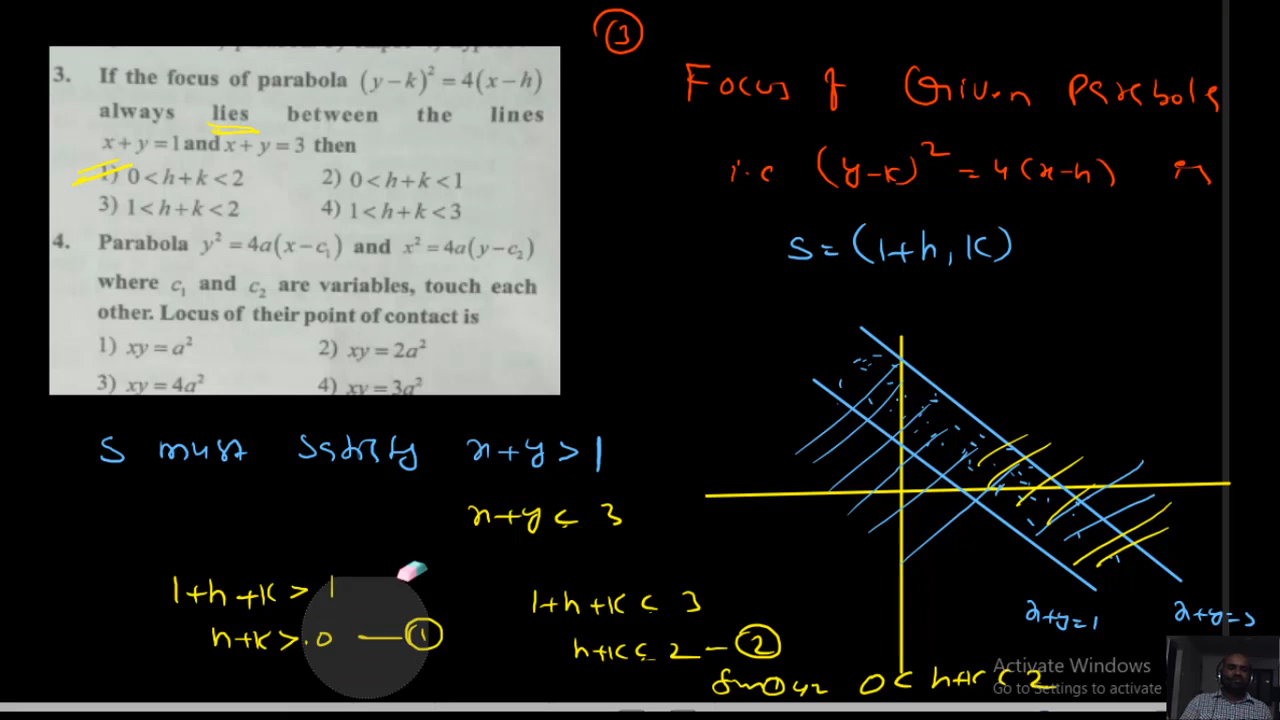 3. If the focus of parabola (y−k)² = 4(x−h)
always lies between the lines
x+y=1 and x+y=3 then
1) 0<h+k<2 2) 0<h+k<1
3) 1<h+k<2 4) 1<h+k<3
4. Parabola y² = 4a(x−c₁) and x² = 4a(y−c₂)
where c₁ and c₂ are variables, touch each
other. Locus of their point of contact is
1) xy=a² 2) xy=2a²
3) xy=4a² 4) xy=3a²
3
Focus of Given Parabola
i.e (y−k)² = 4(x−h) is
S=(1+h, K)
S must satisfy x+y>1
x+y< 3
1+h+k > 1
h+k > 0 — 1
1+h+k < 3
h+k < 2 — 2
0 < h+k < 2
x+y=1
x+y=3
Activate Windows
Go to Settings to activate